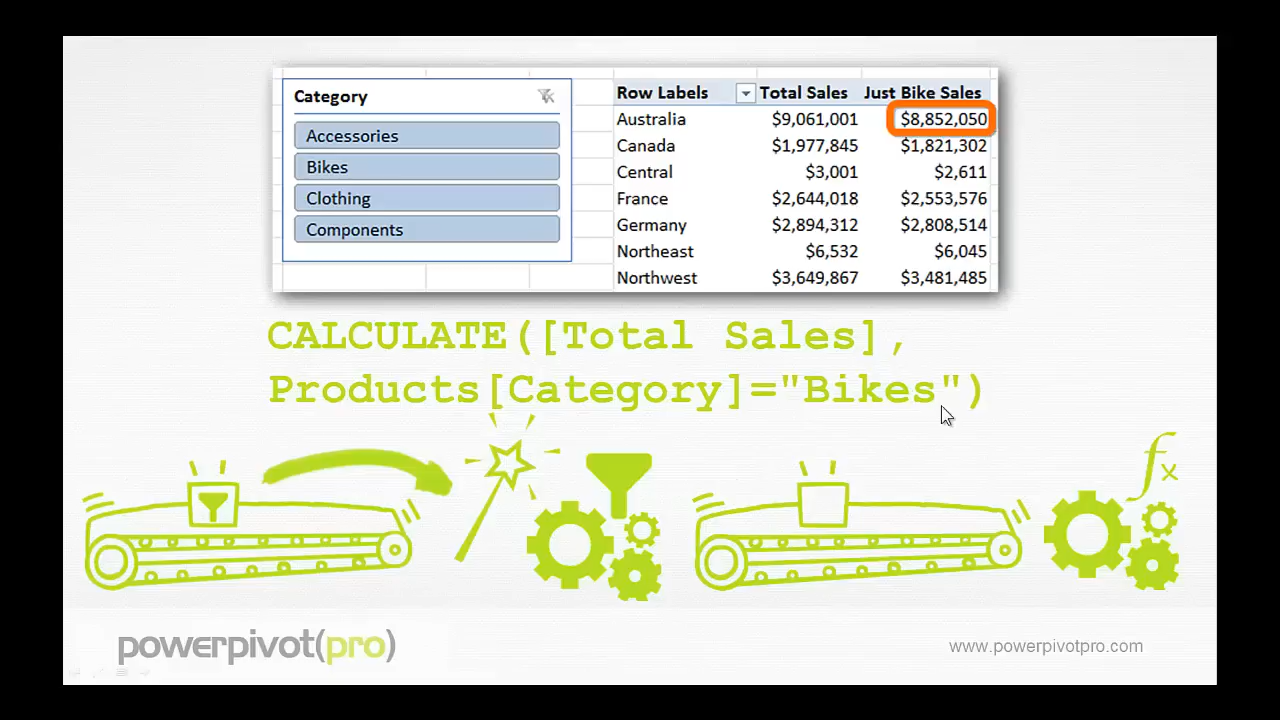 Category
Accessories
Bikes
Clothing
Components
Row Labels Total Sales Just Bike Sales
Australia $9,061,001 $8,852,050
Canada $1,977,845 $1,821,302
Central $3,001 $2,611
France $2,644,018 $2,553,576
Germany $2,894,312 $2,808,514
Northeast $6,532 $6,045
Northwest $3,649,867 $3,481,485
CALCULATE([Total Sales],
Products[Category]="Bikes")
fx
powerpivot(pro)
www.powerpivotpro.com